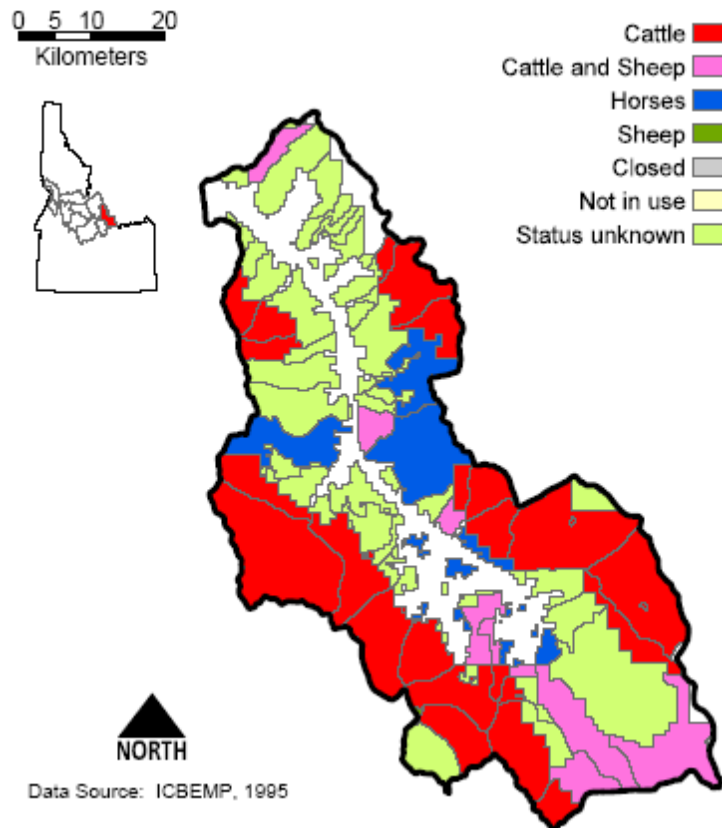 0 5 10 20
Kilometers
Cattle
Cattle and Sheep
Horses
Sheep
Closed
Not in use
Status unknown
NORTH
Data Source: ICBEMP, 1995